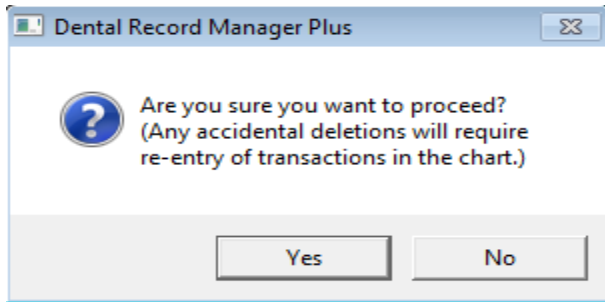 Dental Record Manager Plus
Are you sure you want to proceed?
(Any accidental deletions will require
re-entry of transactions in the chart.)
Yes
No